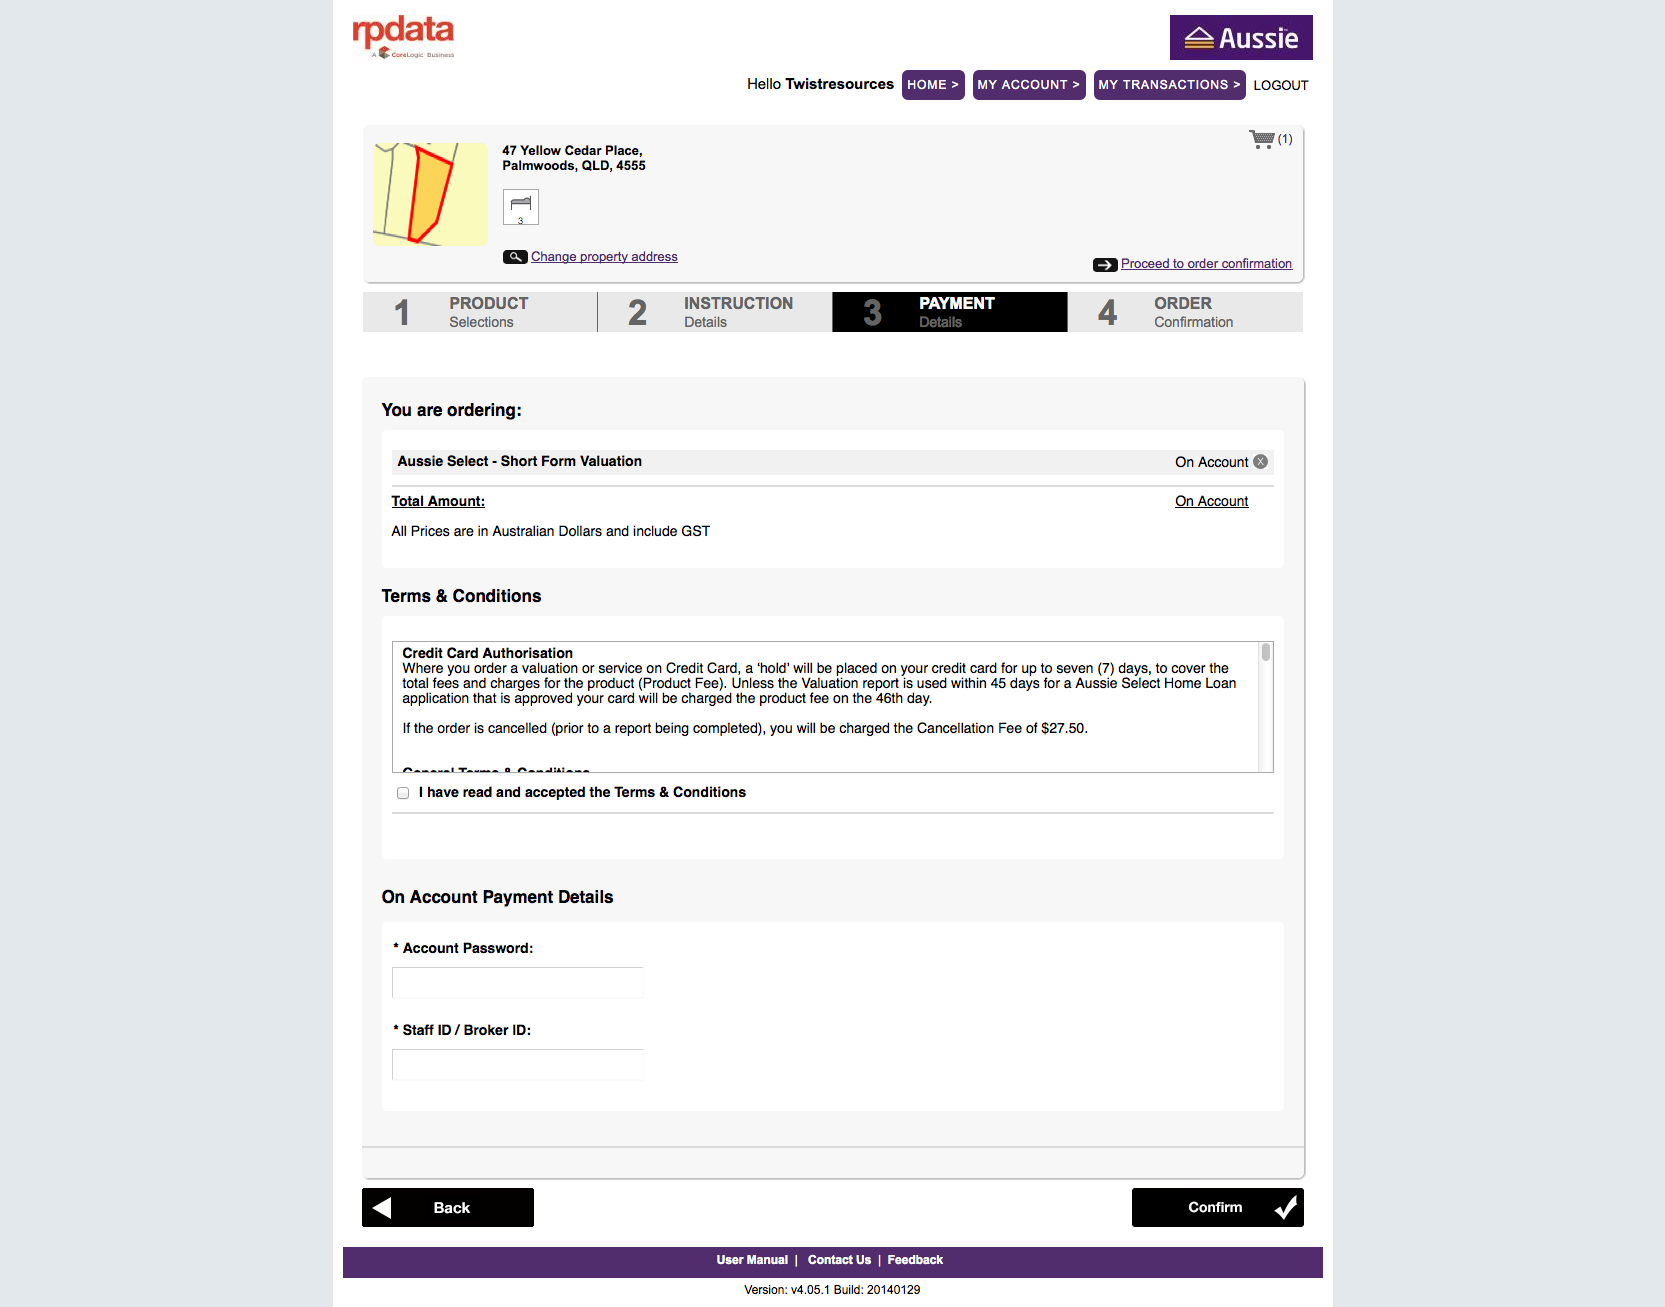 rpdata
A CoreLogic Business
Aussie
Hello Twistresources
HOME >
MY ACCOUNT >
MY TRANSACTIONS >
LOGOUT
(1)
47 Yellow Cedar Place,
Palmwoods, QLD, 4555
3
Change property address
Proceed to order confirmation
1 PRODUCT
Selections
2 INSTRUCTION
Details
3 PAYMENT
Details
4 ORDER
Confirmation
You are ordering:
Aussie Select - Short Form Valuation On Account X
Total Amount: On Account
All Prices are in Australian Dollars and include GST
Terms & Conditions
Credit Card Authorisation
Where you order a valuation or service on Credit Card, a ‘hold’ will be placed on your credit card for up to seven (7) days, to cover the
total fees and charges for the product (Product Fee). Unless the Valuation report is used within 45 days for a Aussie Select Home Loan
application that is approved your card will be charged the product fee on the 46th day.
If the order is cancelled (prior to a report being completed), you will be charged the Cancellation Fee of $27.50.
General Terms & Conditions
I have read and accepted the Terms & Conditions
On Account Payment Details
* Account Password:
* Staff ID / Broker ID:
Back
Confirm
User Manual | Contact Us | Feedback
Version: v4.05.1 Build: 20140129